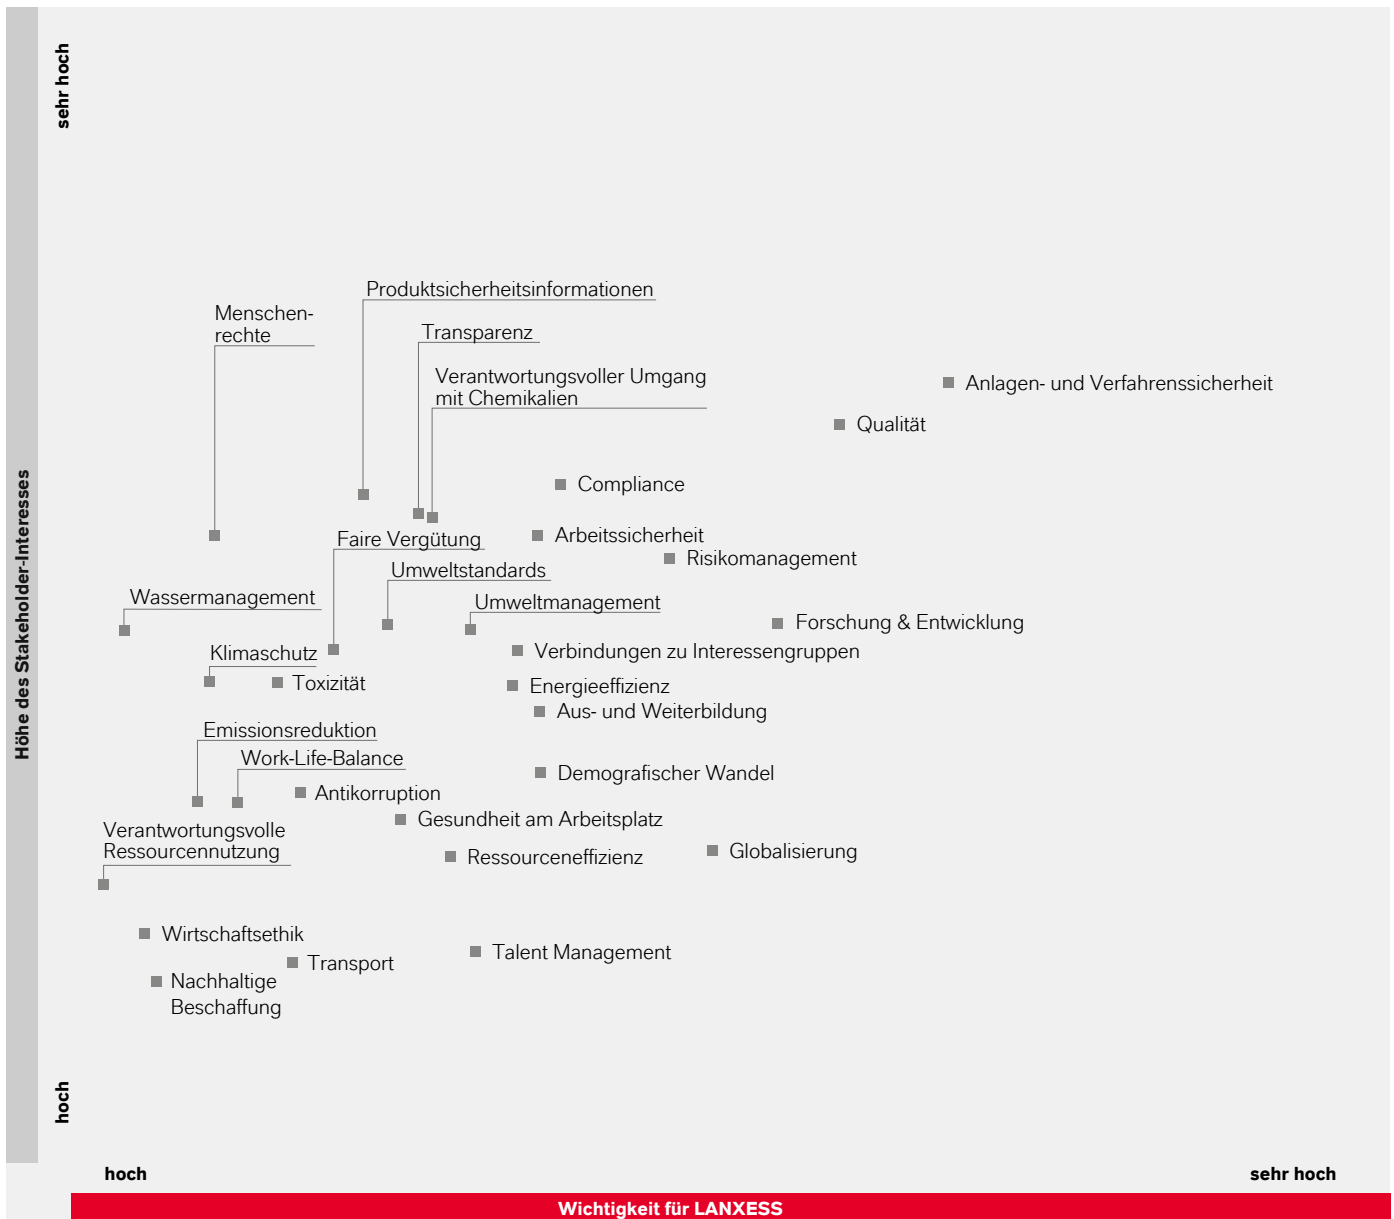 sehr hoch
Produktsicherheitsinformationen
Menschen-
rechte
Transparenz
Verantwortungsvoller Umgang
mit Chemikalien
Anlagen- und Verfahrenssicherheit
Qualität
Compliance
Höhe des Stakeholder-Interesses
Arbeitssicherheit
Faire Vergütung
Risikomanagement
Umweltstandards
Wassermanagement
Umweltmanagement
Forschung & Entwicklung
Klimaschutz
Verbindungen zu Interessengruppen
Toxizität
Energieeffizienz
Aus- und Weiterbildung
Emissionsreduktion
Work-Life-Balance
Demografischer Wandel
Antikorruption
Gesundheit am Arbeitsplatz
Verantwortungsvolle
Ressourcennutzung
Ressourceneffizienz
Globalisierung
Wirtschaftsethik
Talent Management
Transport
Nachhaltige
Beschaffung
hoch
hoch
sehr hoch
Wichtigkeit für LANXESS